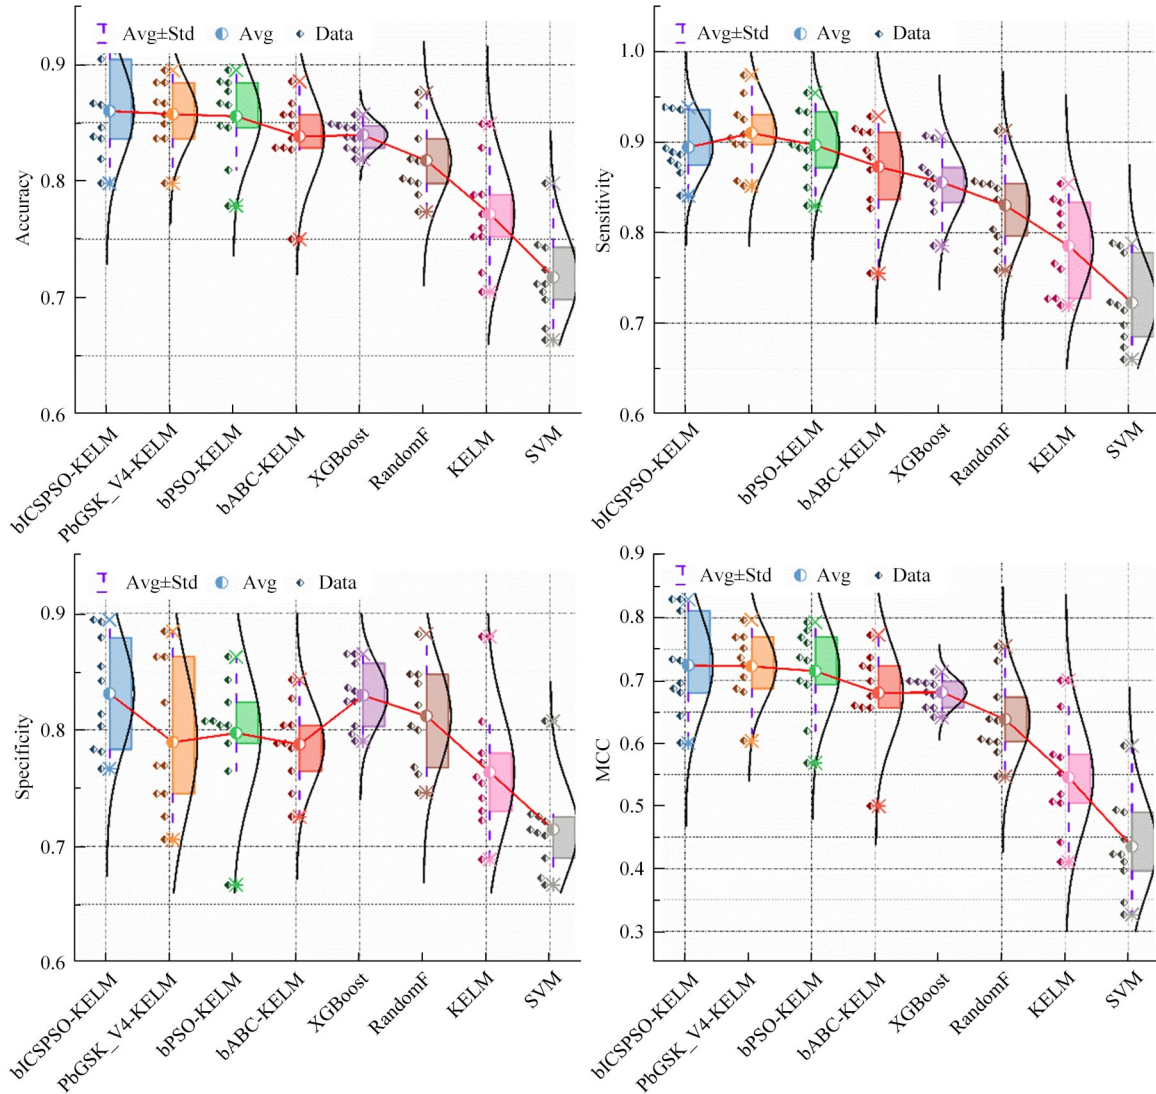 Avg±Std Avg Data
Accuracy
0.9
0.8
0.7
0.6
bICSPSO-KELM
PbGSK_V4-KELM
bPSO-KELM
bABC-KELM
XGBoost
RandomF
KELM
SVM
Avg±Std Avg Data
Sensitivity
1.0
0.9
0.8
0.7
0.6
bICSPSO-KELM
bPSO-KELM
bABC-KELM
XGBoost
RandomF
KELM
SVM
Avg±Std Avg Data
Specificity
0.9
0.8
0.7
0.6
bICSPSO-KELM
PbGSK_V4-KELM
bPSO-KELM
bABC-KELM
XGBoost
RandomF
KELM
SVM
Avg±Std Avg Data
MCC
0.9
0.8
0.7
0.6
0.5
0.4
0.3
bICSPSO-KELM
PbGSK_V4-KELM
bPSO-KELM
bABC-KELM
XGBoost
RandomF
KELM
SVM